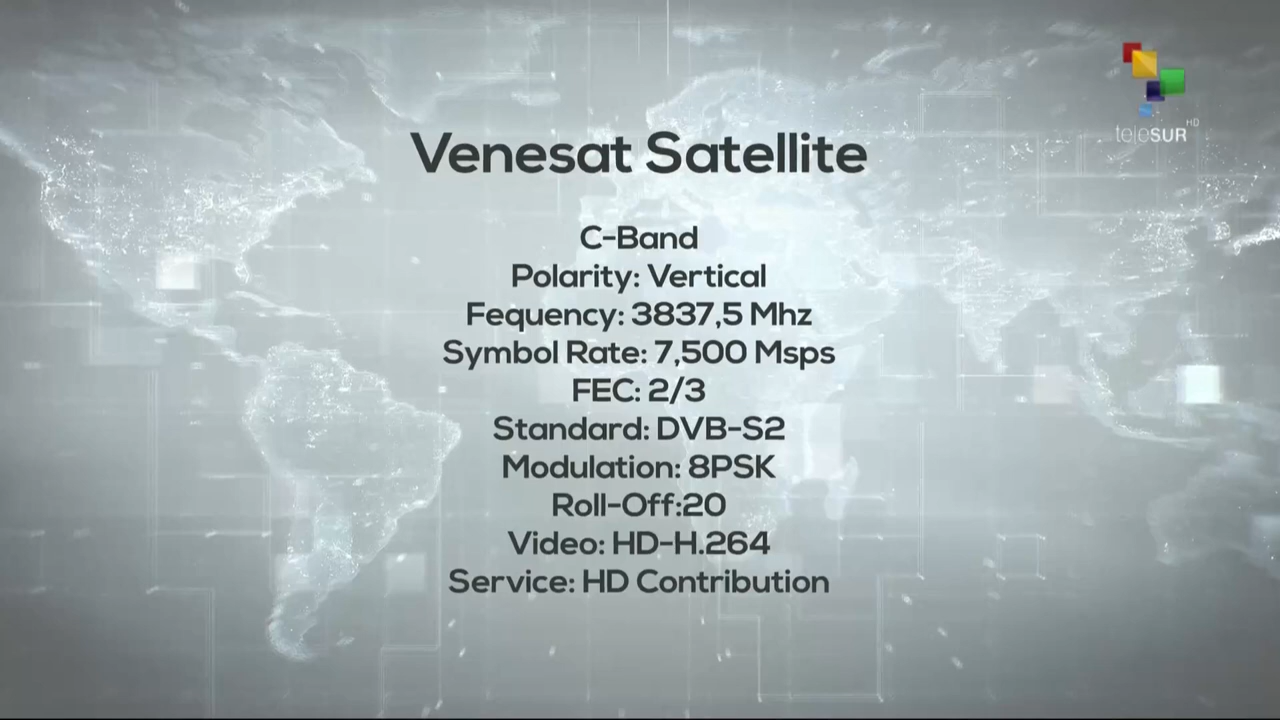 HD
teleSUR
Venesat Satellite
C-Band
Polarity: Vertical
Fequency: 3837,5 Mhz
Symbol Rate: 7,500 Msps
FEC: 2/3
Standard: DVB-S2
Modulation: 8PSK
Roll-Off:20
Video: HD-H.264
Service: HD Contribution